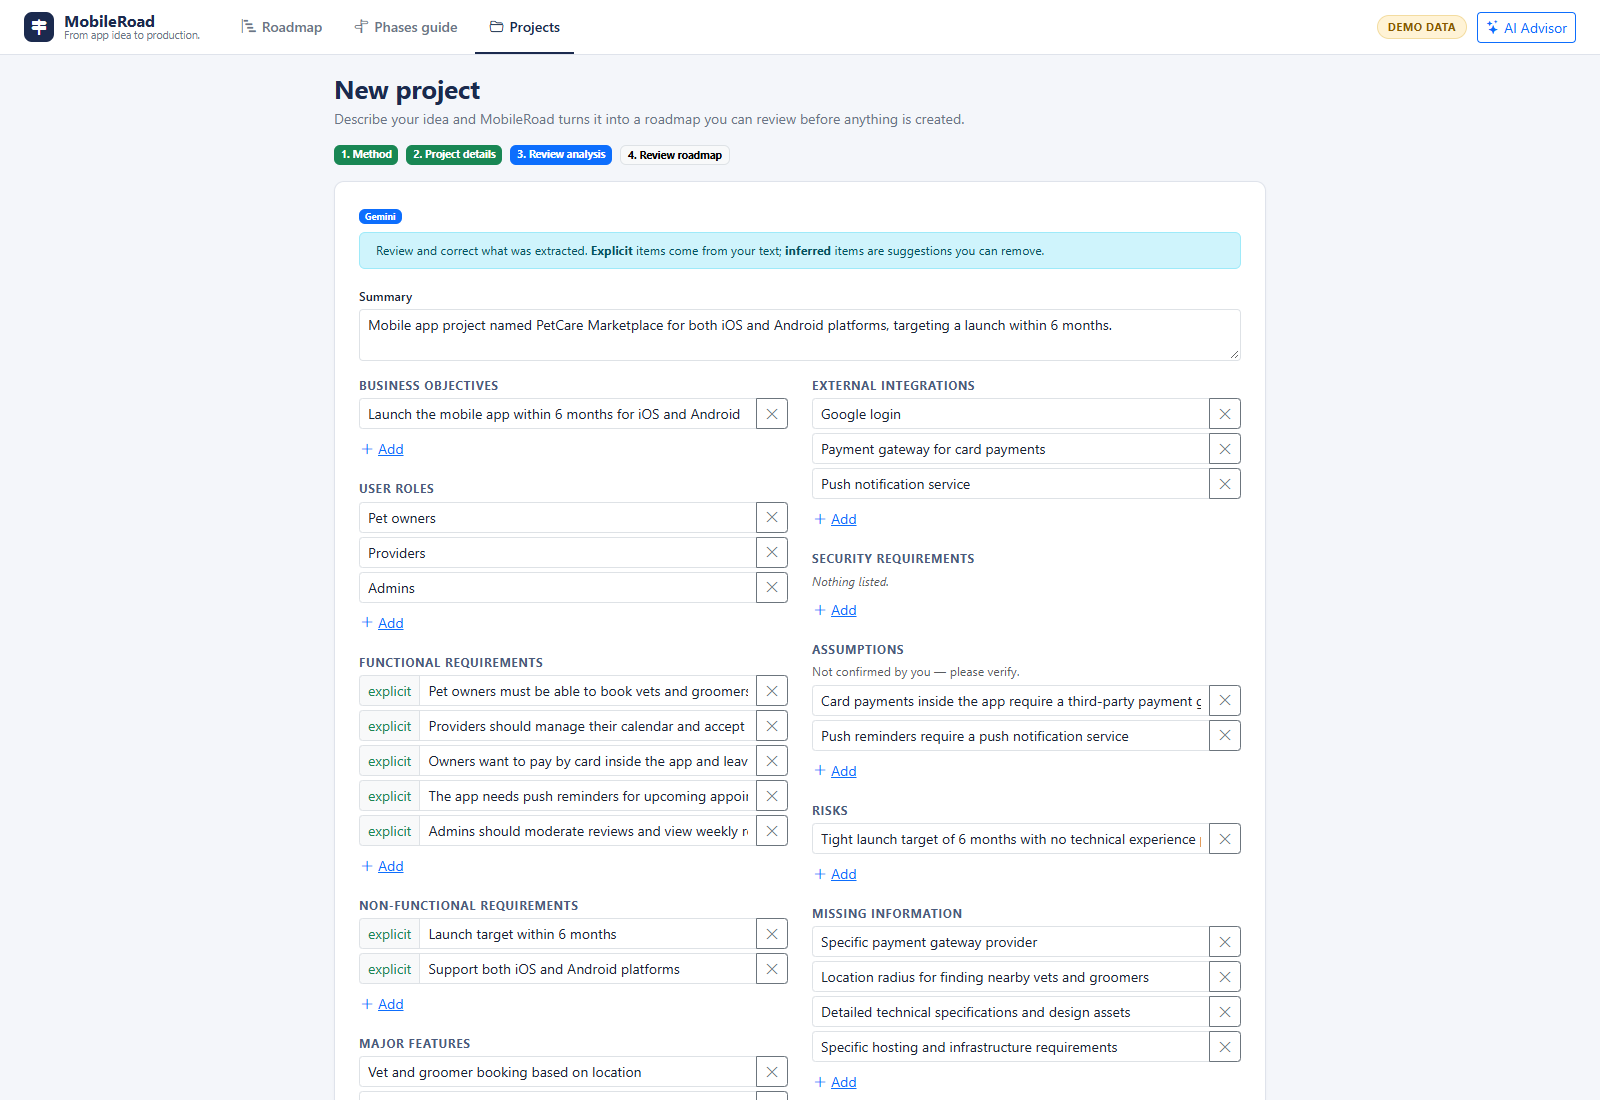 MobileRoad
From app idea to production.
Roadmap
Phases guide
Projects
DEMO DATA
AI Advisor
New project
Describe your idea and MobileRoad turns it into a roadmap you can review before anything is created.
1. Method
2. Project details
3. Review analysis
4. Review roadmap
Gemini
Review and correct what was extracted. Explicit items come from your text; inferred items are suggestions you can remove.
Summary
Mobile app project named PetCare Marketplace for both iOS and Android platforms, targeting a launch within 6 months.
BUSINESS OBJECTIVES
Launch the mobile app within 6 months for iOS and Android
+ Add
USER ROLES
Pet owners
Providers
Admins
+ Add
FUNCTIONAL REQUIREMENTS
explicit Pet owners must be able to book vets and groomers
explicit Providers should manage their calendar and accept
explicit Owners want to pay by card inside the app and leav
explicit The app needs push reminders for upcoming
explicit Admins should moderate reviews and view weekly
+ Add
NON-FUNCTIONAL REQUIREMENTS
explicit Launch target within 6 months
explicit Support both iOS and Android platforms
+ Add
MAJOR FEATURES
Vet and groomer booking based on location
EXTERNAL INTEGRATIONS
Google login
Payment gateway for card payments
Push notification service
+ Add
SECURITY REQUIREMENTS
Nothing listed.
+ Add
ASSUMPTIONS
Not confirmed by you — please verify.
Card payments inside the app require a third-party payment
Push reminders require a push notification service
+ Add
RISKS
Tight launch target of 6 months with no technical experience
+ Add
MISSING INFORMATION
Specific payment gateway provider
Location radius for finding nearby vets and groomers
Detailed technical specifications and design assets
Specific hosting and infrastructure requirements
+ Add